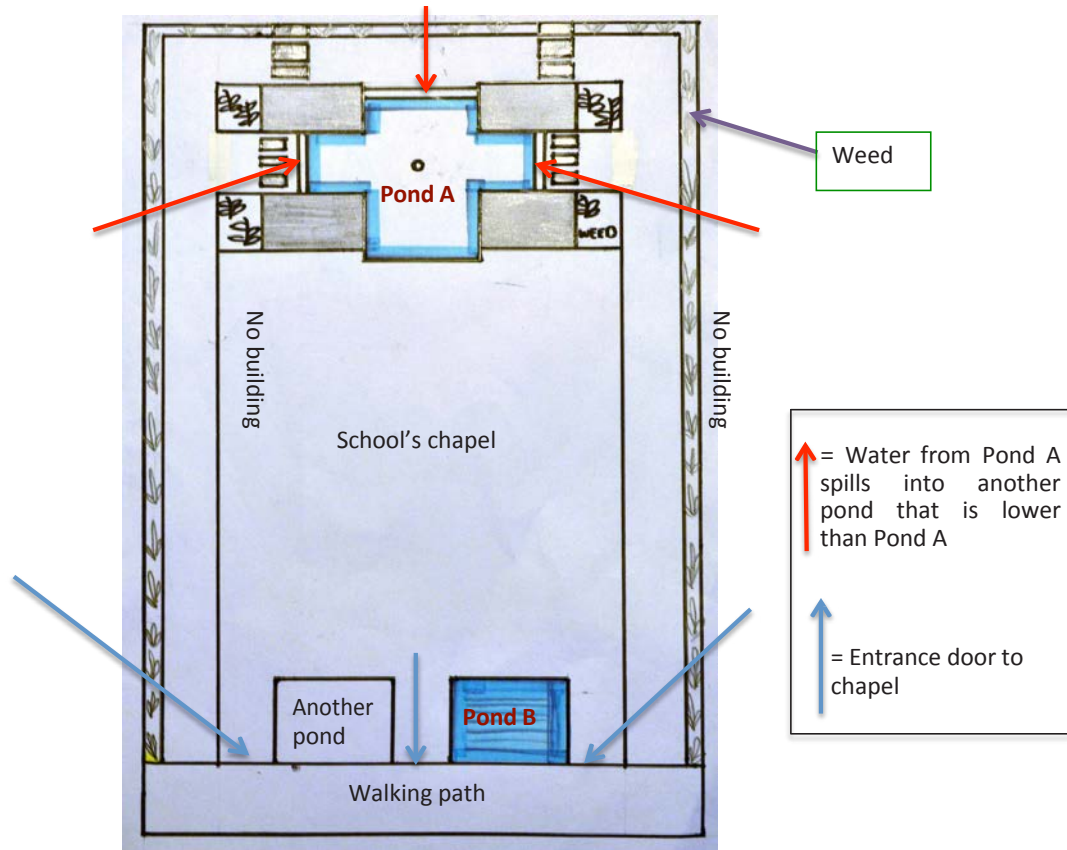 Weed
Pond A
WEED
No building
No building
School's chapel
= Water from Pond A
spills into another
pond that is lower
than Pond A
= Entrance door to
chapel
Another
pond
Pond B
Walking path